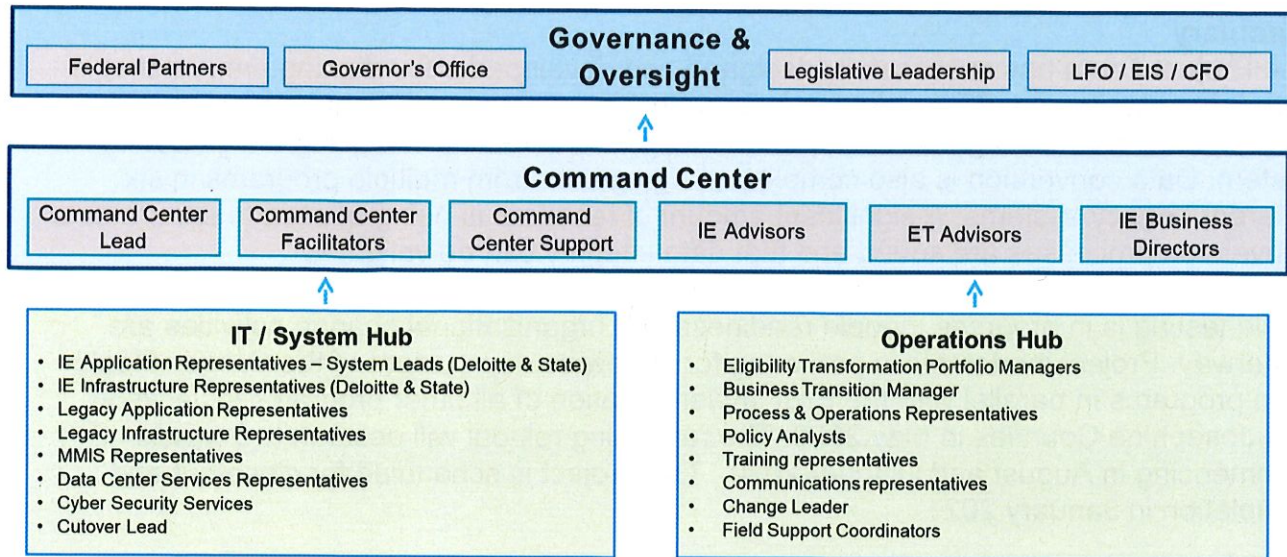 Governance &
Oversight
Federal Partners
Governor's Office
Legislative Leadership
LFO / EIS / CFO
Command Center
Command Center
Lead
Command Center
Facilitators
Command
Center Support
IE Advisors
ET Advisors
IE Business
Directors
IT / System Hub
• IE Application Representatives – System Leads (Deloitte & State)
• IE Infrastructure Representatives (Deloitte & State)
• Legacy Application Representatives
• Legacy Infrastructure Representatives
• MMIS Representatives
• Data Center Services Representatives
• Cyber Security Services
• Cutover Lead
Operations Hub
• Eligibility Transformation Portfolio Managers
• Business Transition Manager
• Process & Operations Representatives
• Policy Analysts
• Training representatives
• Communications representatives
• Change Leader
• Field Support Coordinators